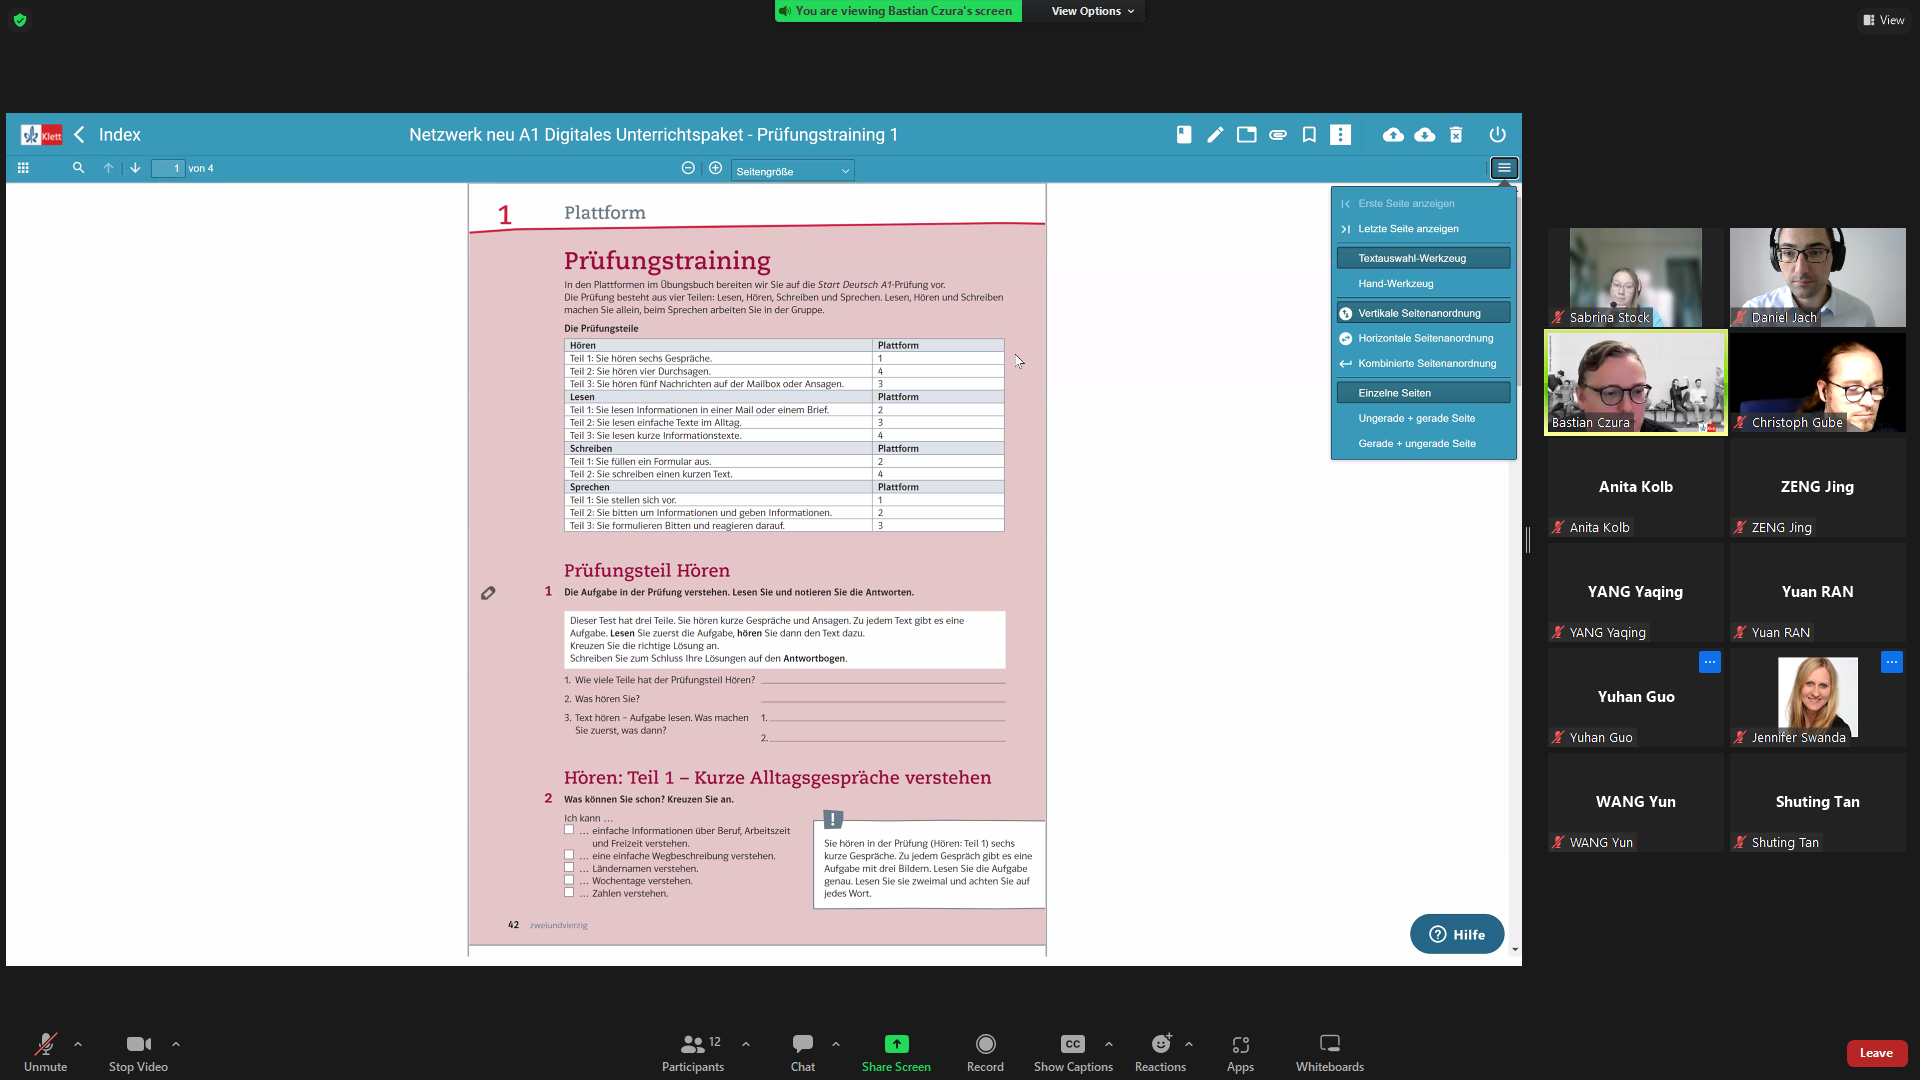 You are viewing Bastian Czura's screen
View Options
View
Klett
Index
Netzwerk neu A1 Digitales Unterrichtspaket - Prüfungstraining 1
1 von 4
Seitengröße
Erste Seite anzeigen
Letzte Seite anzeigen
Textauswahl-Werkzeug
Hand-Werkzeug
Vertikale Seitenanordnung
Horizontale Seitenanordnung
Kombinierte Seitenanordnung
Einzelne Seiten
Ungerade + gerade Seite
Gerade + ungerade Seite
1 Plattform
Prüfungstraining
In den Plattformen im Übungsbuch bereiten wir Sie auf die Start Deutsch A1-Prüfung vor.
Die Prüfung besteht aus vier Teilen: Lesen, Hören, Schreiben und Sprechen. Lesen, Hören und Schreiben
machen Sie allein, beim Sprechen arbeiten Sie in der Gruppe.
Die Prüfungsteile
Hören Plattform
Teil 1: Sie hören sechs Gespräche. 1
Teil 2: Sie hören vier Durchsagen. 4
Teil 3: Sie hören fünf Nachrichten auf der Mailbox oder Ansagen. 3
Lesen Plattform
Teil 1: Sie lesen Informationen in einer Mail oder einem Brief. 2
Teil 2: Sie lesen einfache Texte im Alltag. 3
Teil 3: Sie lesen kurze Informationstexte. 4
Schreiben Plattform
Teil 1: Sie füllen ein Formular aus. 2
Teil 2: Sie schreiben einen kurzen Text. 4
Sprechen Plattform
Teil 1: Sie stellen sich vor. 1
Teil 2: Sie bitten um Informationen und geben Informationen. 2
Teil 3: Sie formulieren Bitten und reagieren darauf. 3
Prüfungsteil Hören
1 Die Aufgabe in der Prüfung verstehen. Lesen Sie und notieren Sie die Antworten.
Dieser Test hat drei Teile. Sie hören kurze Gespräche und Ansagen. Zu jedem Text gibt es eine
Aufgabe. Lesen Sie zuerst die Aufgabe, hören Sie dann den Text dazu.
Kreuzen Sie die richtige Lösung an.
Schreiben Sie zum Schluss Ihre Lösungen auf den Antwortbogen.
1. Wie viele Teile hat der Prüfungsteil Hören?
2. Was hören Sie?
3. Text hören – Aufgabe lesen. Was machen 1.
Sie zuerst, was dann?
2.
Hören: Teil 1 – Kurze Alltagsgespräche verstehen
2 Was können Sie schon? Kreuzen Sie an.
Ich kann ...
... einfache Informationen über Beruf, Arbeitszeit
und Freizeit verstehen.
... eine einfache Wegbeschreibung verstehen.
... Ländernamen verstehen.
... Wochentage verstehen.
... Zahlen verstehen.
!
Sie hören in der Prüfung (Hören: Teil 1) sechs
kurze Gespräche. Zu jedem Gespräch gibt es eine
Aufgabe mit drei Bildern. Lesen Sie die Aufgabe
genau. Lesen Sie sie zweimal und achten Sie auf
jedes Wort.
42 zweiundvierzig
Hilfe
Sabrina Stock
Daniel Jach
Bastian Czura
Christoph Gube
Anita Kolb
Anita Kolb
ZENG Jing
ZENG Jing
YANG Yaqing
YANG Yaqing
Yuan RAN
Yuan RAN
Yuhan Guo
Yuhan Guo
Jennifer Swanda
WANG Yun
WANG Yun
Shuting Tan
Shuting Tan
Unmute
Stop Video
12
Participants
Chat
Share Screen
Record
CC
Show Captions
Reactions
Apps
Whiteboards
Leave